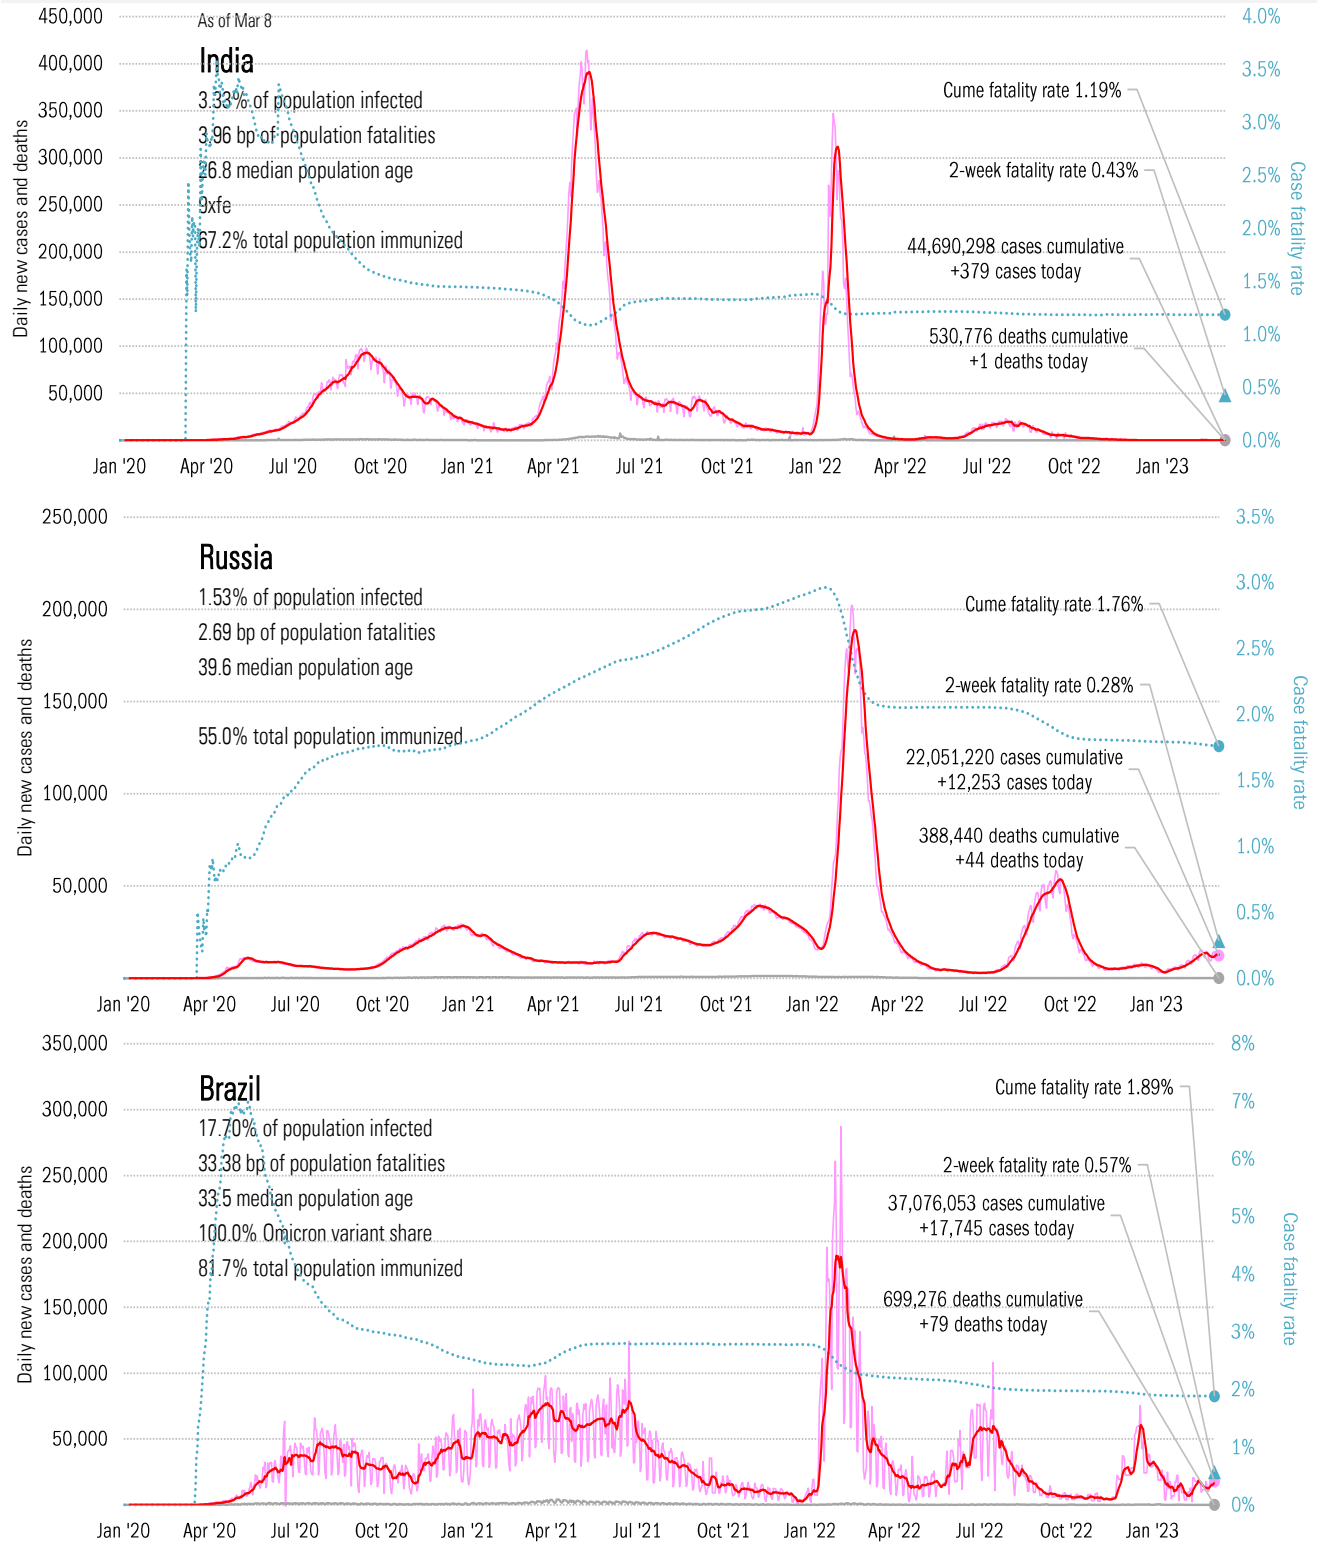 As of Mar 8
India
3.33% of population infected
3.96 bp of population fatalities
26.8 median population age
9xfe
67.2% total population immunized
Daily new cases and deaths
450,000
400,000
350,000
300,000
250,000
200,000
150,000
100,000
50,000
Cume fatality rate 1.19%
2-week fatality rate 0.43%
44,690,298 cases cumulative
+379 cases today
530,776 deaths cumulative
+1 deaths today
4.0%
3.5%
3.0%
2.5%
2.0%
1.5%
1.0%
0.5%
0.0%
Case fatality rate
Jan '20 Apr '20 Jul '20 Oct '20 Jan '21 Apr '21 Jul '21 Oct '21 Jan '22 Apr '22 Jul '22 Oct '22 Jan '23
Russia
1.53% of population infected
2.69 bp of population fatalities
39.6 median population age
55.0% total population immunized
Daily new cases and deaths
250,000
200,000
150,000
100,000
50,000
Cume fatality rate 1.76%
2-week fatality rate 0.28%
22,051,220 cases cumulative
+12,253 cases today
388,440 deaths cumulative
+44 deaths today
3.5%
3.0%
2.5%
2.0%
1.5%
1.0%
0.5%
0.0%
Case fatality rate
Jan '20 Apr '20 Jul '20 Oct '20 Jan '21 Apr '21 Jul '21 Oct '21 Jan '22 Apr '22 Jul '22 Oct '22 Jan '23
Brazil
17.70% of population infected
33.38 bp of population fatalities
33.5 median population age
100.0% Omicron variant share
81.7% total population immunized
Daily new cases and deaths
350,000
300,000
250,000
200,000
150,000
100,000
50,000
Cume fatality rate 1.89%
2-week fatality rate 0.57%
37,076,053 cases cumulative
+17,745 cases today
699,276 deaths cumulative
+79 deaths today
8%
7%
6%
5%
4%
3%
2%
1%
0%
Case fatality rate
Jan '20 Apr '20 Jul '20 Oct '20 Jan '21 Apr '21 Jul '21 Oct '21 Jan '22 Apr '22 Jul '22 Oct '22 Jan '23